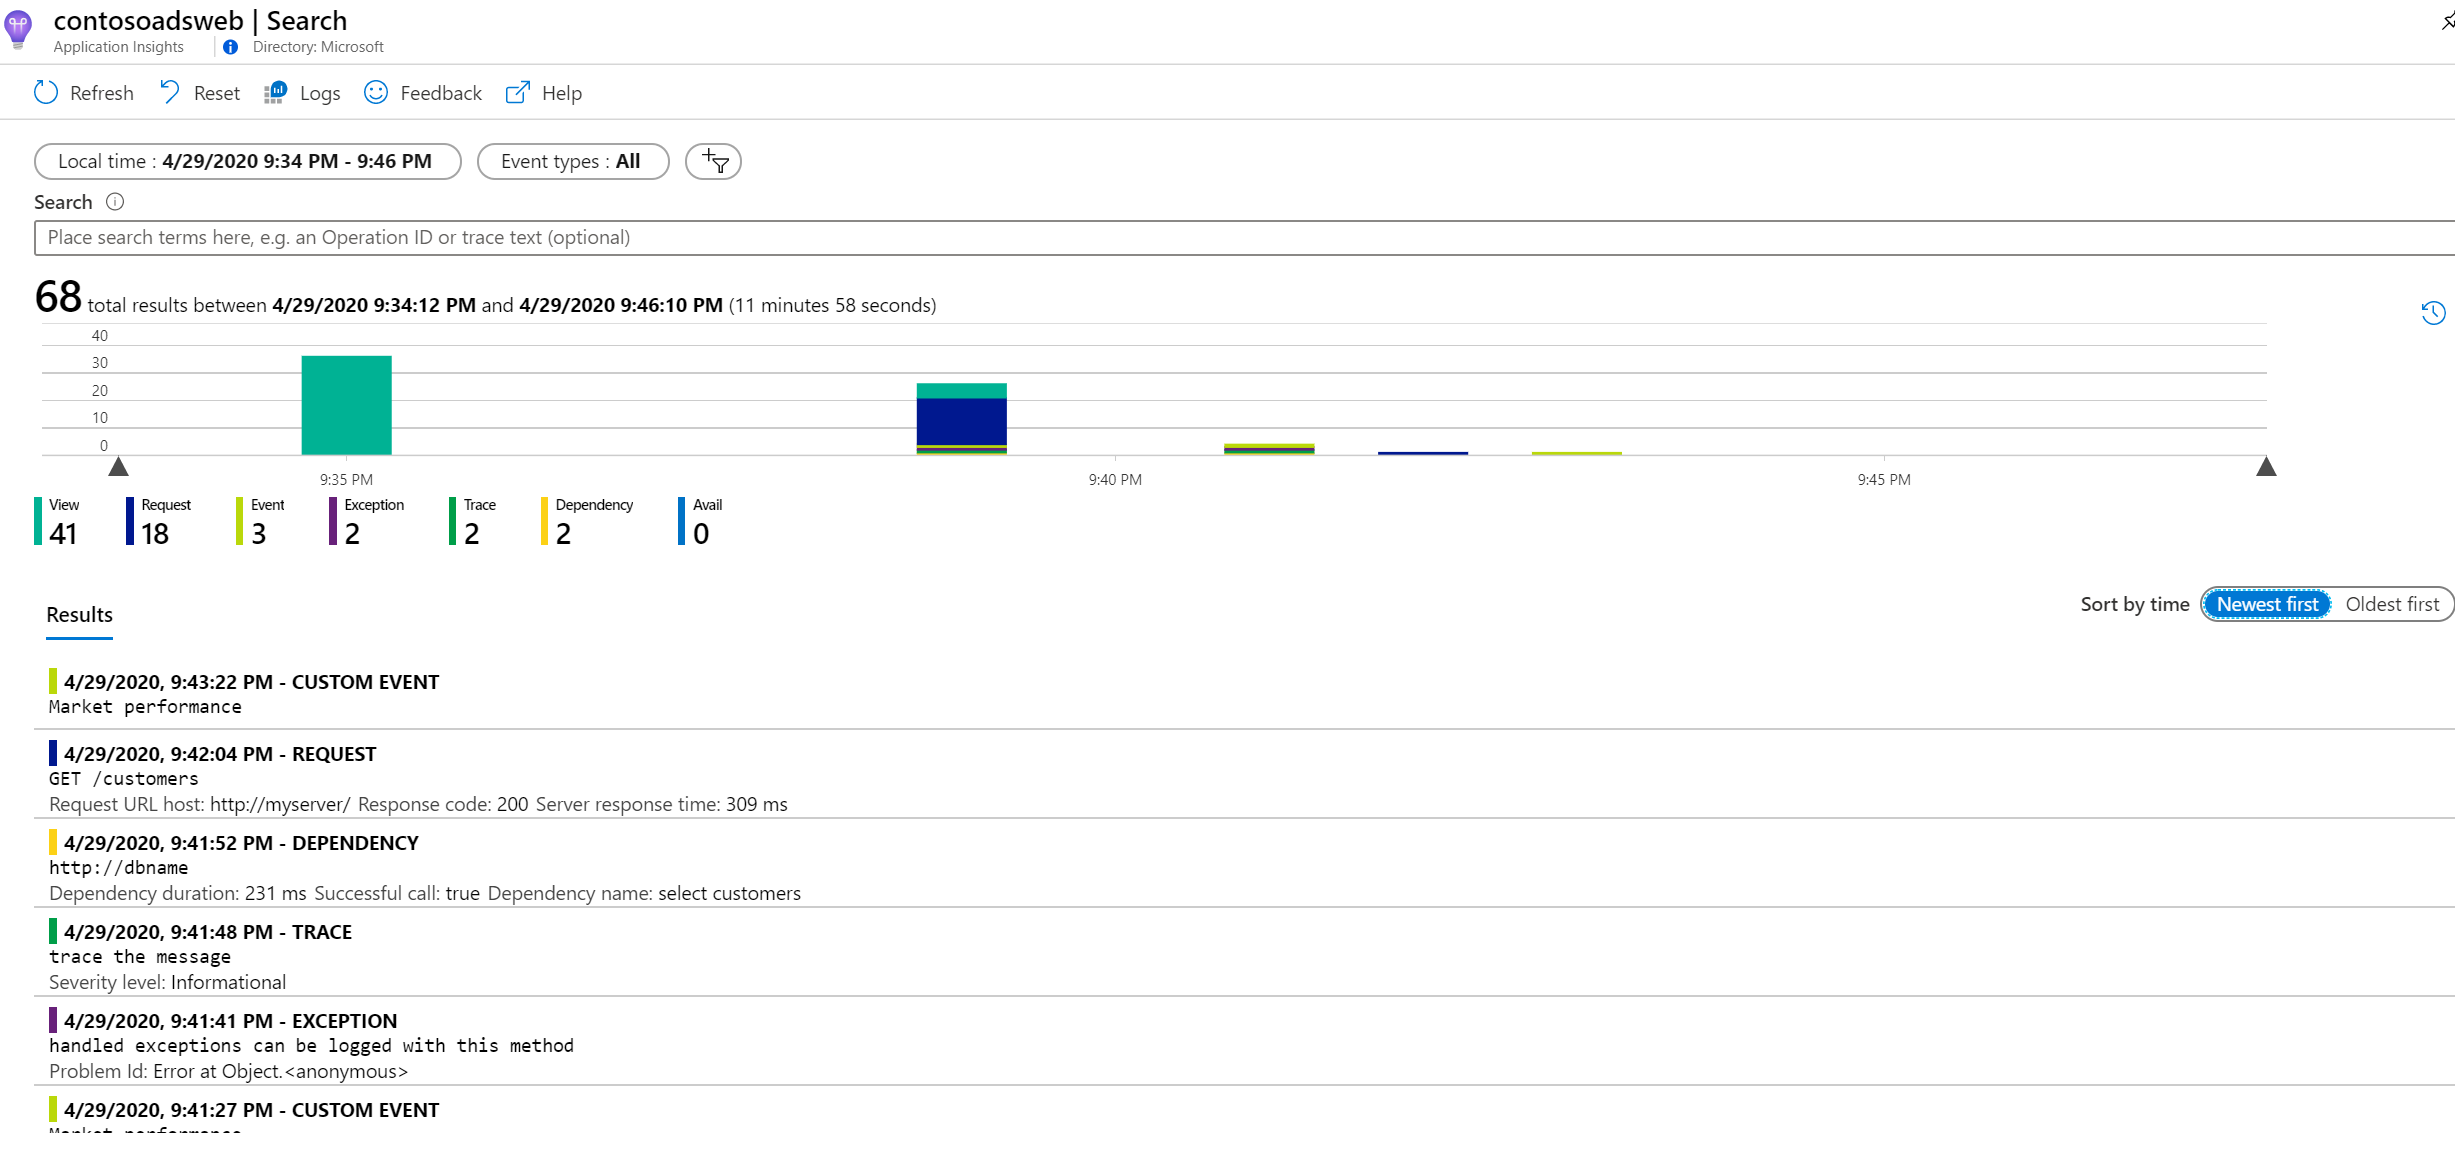 contosoadsweb | Search
Application Insights Directory: Microsoft
Refresh Reset Logs Feedback Help
Local time : 4/29/2020 9:34 PM - 9:46 PM Event types : All
Search
Place search terms here, e.g. an Operation ID or trace text (optional)
68 total results between 4/29/2020 9:34:12 PM and 4/29/2020 9:46:10 PM (11 minutes 58 seconds)
40
30
20
10
0
9:35 PM 9:40 PM 9:45 PM
View Request Event Exception Trace Dependency Avail
41 18 3 2 2 2 0
Results Sort by time Newest first Oldest first
4/29/2020, 9:43:22 PM - CUSTOM EVENT
Market performance
4/29/2020, 9:42:04 PM - REQUEST
GET /customers
Request URL host: http://myserver/ Response code: 200 Server response time: 309 ms
4/29/2020, 9:41:52 PM - DEPENDENCY
http://dbname
Dependency duration: 231 ms Successful call: true Dependency name: select customers
4/29/2020, 9:41:48 PM - TRACE
trace the message
Severity level: Informational
4/29/2020, 9:41:41 PM - EXCEPTION
handled exceptions can be logged with this method
Problem Id: Error at Object.<anonymous>
4/29/2020, 9:41:27 PM - CUSTOM EVENT
Market performance